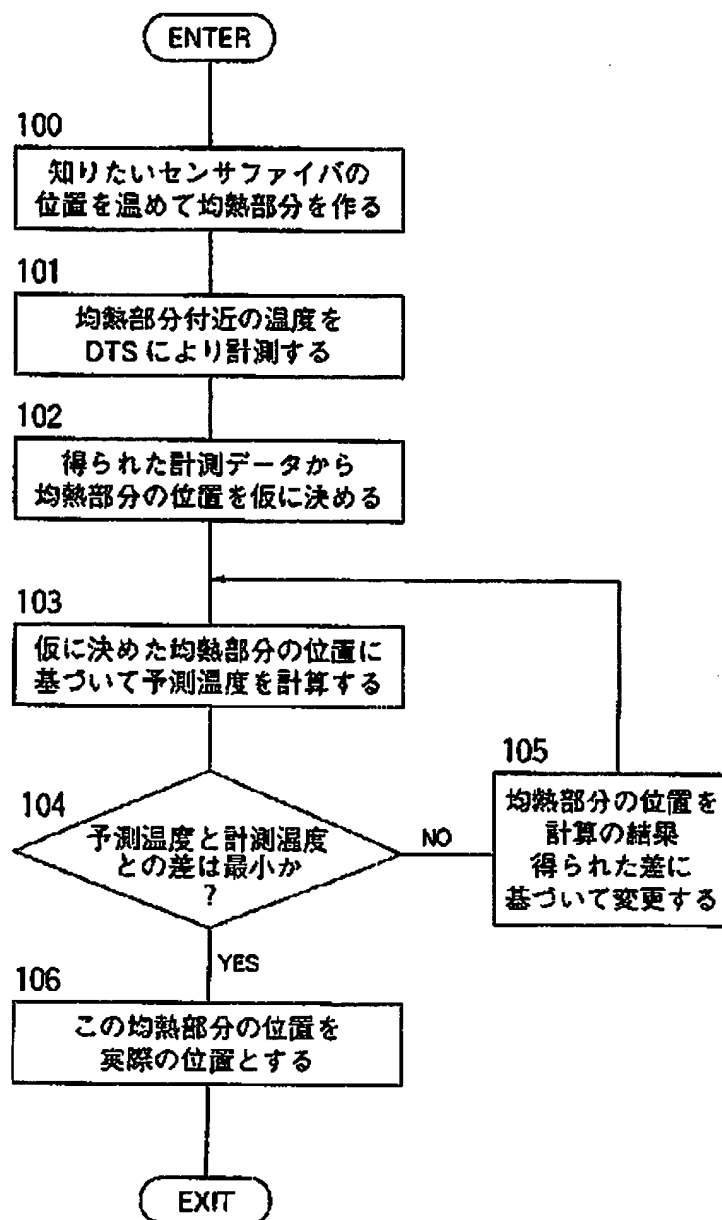 ENTER
100
知りたいセンサファイバの
位置を温めて均熱部分を作る
101
均熱部分付近の温度を
DTSにより計測する
102
得られた計測データから
均熱部分の位置を仮に決める
103
仮に決めた均熱部分の位置に
基づいて予測温度を計算する
104
予測温度と計測温度
との差は最小か
?
NO
105
均熱部分の位置を
計算の結果
得られた差に
基づいて変更する
YES
106
この均熱部分の位置を
実際の位置とする
EXIT